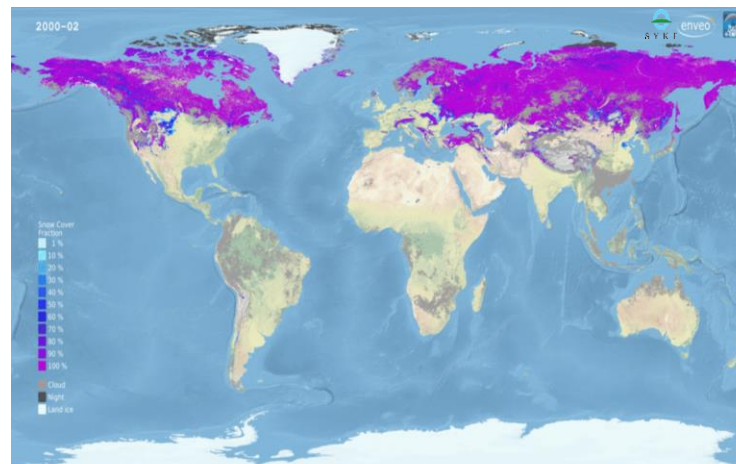 2000-02
SYKE
enveo
Snow Cover
Fraction
1 %
10 %
20 %
30 %
40 %
50 %
60 %
70 %
80 %
90 %
100 %
Cloud
Night
Land ice